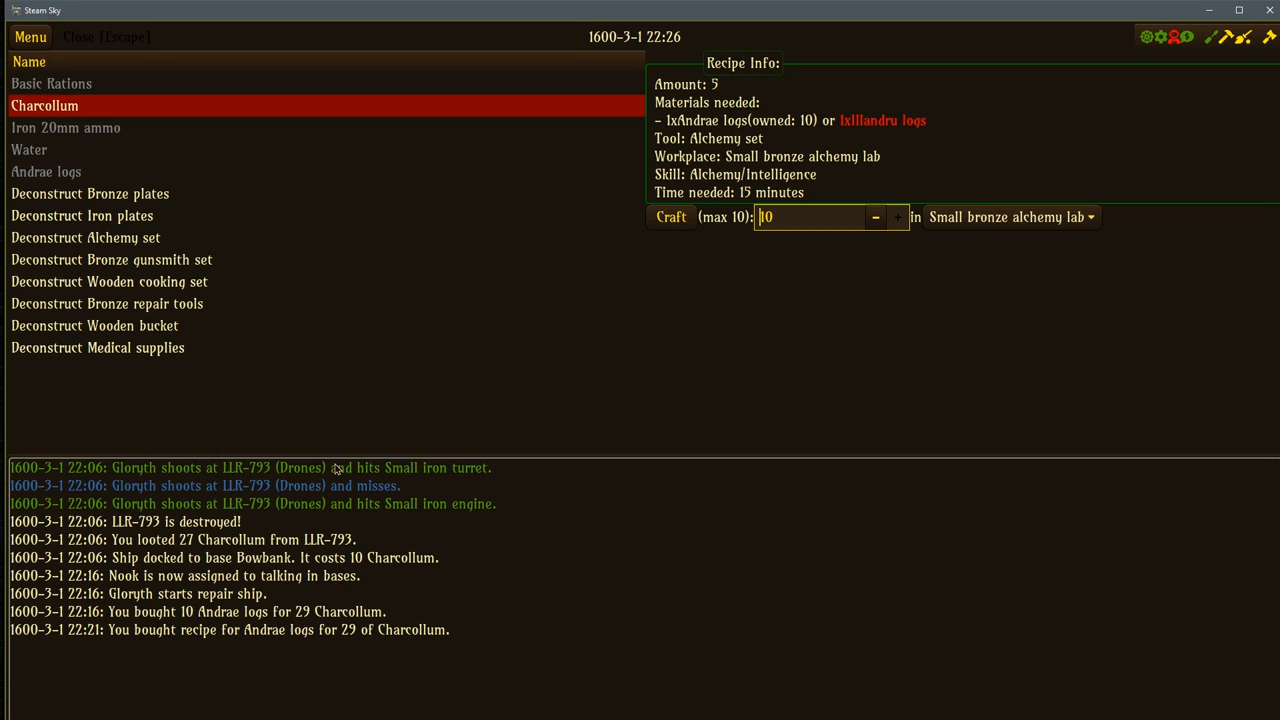 Steam Sky
Menu Close [Escape] 1600-3-1 22:26
Name
Basic Rations
Charcollum
Iron 20mm ammo
Water
Andrae logs
Deconstruct Bronze plates
Deconstruct Iron plates
Deconstruct Alchemy set
Deconstruct Bronze gunsmith set
Deconstruct Wooden cooking set
Deconstruct Bronze repair tools
Deconstruct Wooden bucket
Deconstruct Medical supplies
Recipe Info:
Amount: 5
Materials needed:
- 1xAndrae logs(owned: 10) or 1xIllandru logs
Tool: Alchemy set
Workplace: Small bronze alchemy lab
Skill: Alchemy/Intelligence
Time needed: 15 minutes
Craft (max 10): 10 - + in Small bronze alchemy lab
1600-3-1 22:06: Gloryth shoots at LLR-793 (Drones) and hits Small iron turret.
1600-3-1 22:06: Gloryth shoots at LLR-793 (Drones) and misses.
1600-3-1 22:06: Gloryth shoots at LLR-793 (Drones) and hits Small iron engine.
1600-3-1 22:06: LLR-793 is destroyed!
1600-3-1 22:06: You looted 27 Charcollum from LLR-793.
1600-3-1 22:06: Ship docked to base Bowbank. It costs 10 Charcollum.
1600-3-1 22:16: Nook is now assigned to talking in bases.
1600-3-1 22:16: Gloryth starts repair ship.
1600-3-1 22:16: You bought 10 Andrae logs for 29 Charcollum.
1600-3-1 22:21: You bought recipe for Andrae logs for 29 of Charcollum.